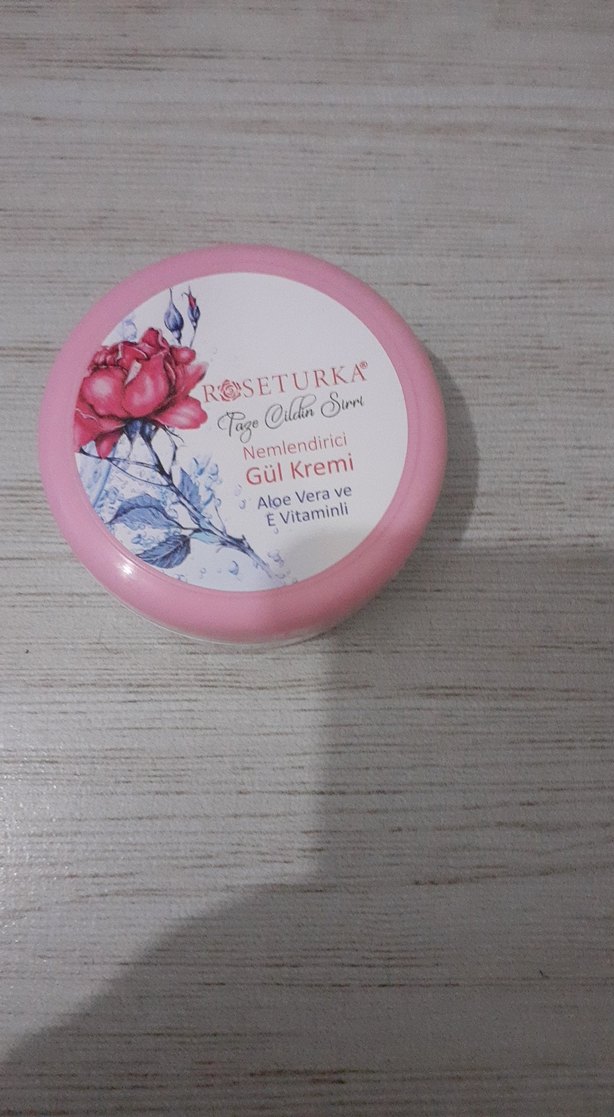 ROSETURKA®
Taze Cildin Sırrı
Nemlendirici
Gül Kremi
Aloe Vera ve
E Vitaminli